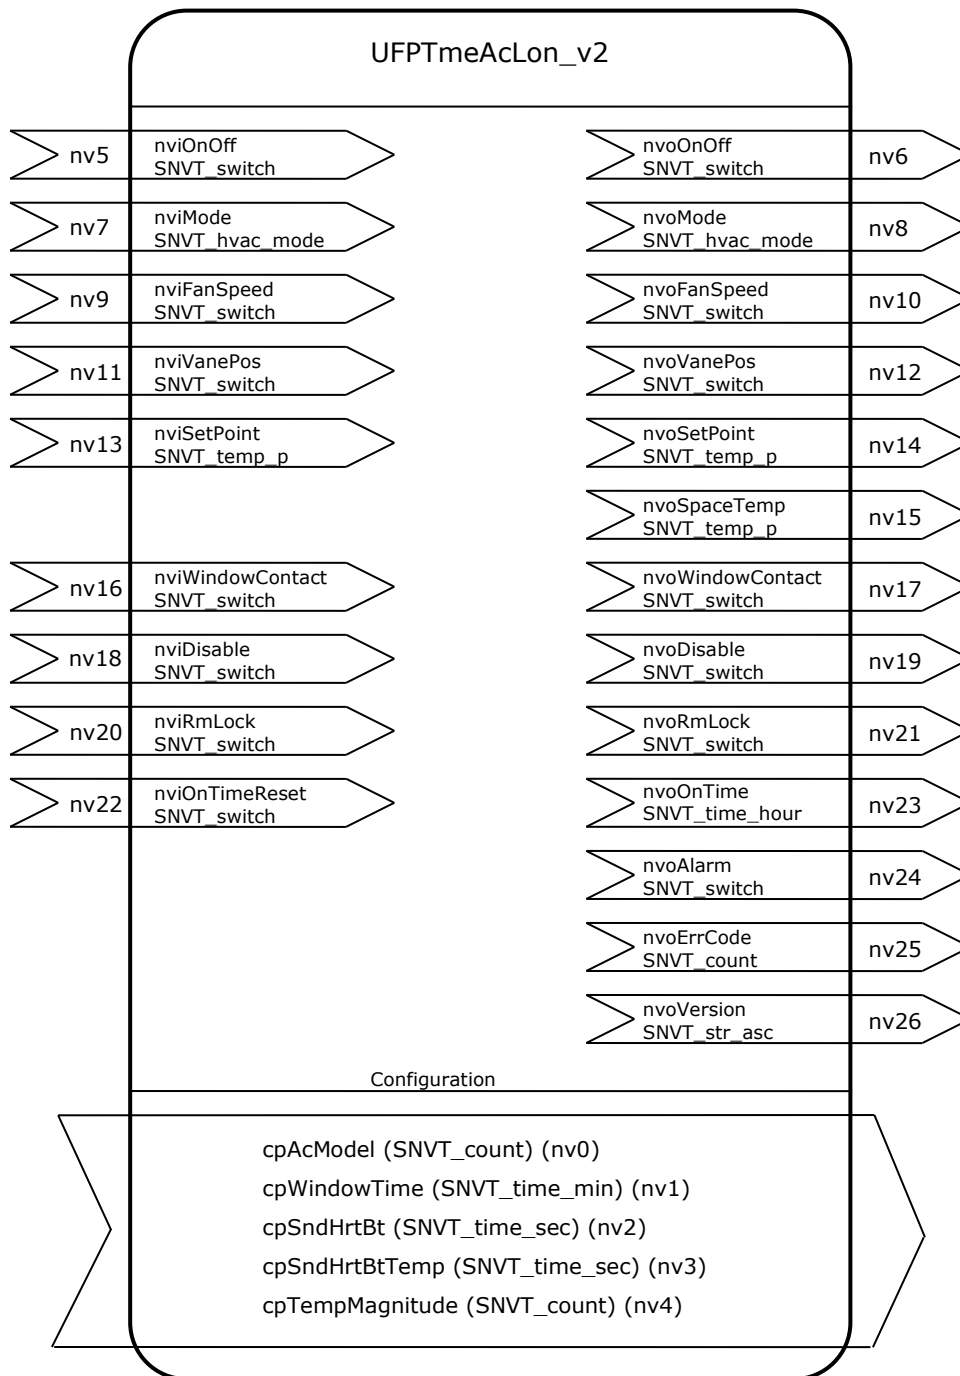 UFPTmeAcLon_v2
nv5
nviOnOff
SNVT_switch
nvoOnOff
SNVT_switch
nv6
nv7
nviMode
SNVT_hvac_mode
nvoMode
SNVT_hvac_mode
nv8
nv9
nviFanSpeed
SNVT_switch
nvoFanSpeed
SNVT_switch
nv10
nv11
nviVanePos
SNVT_switch
nvoVanePos
SNVT_switch
nv12
nv13
nviSetPoint
SNVT_temp_p
nvoSetPoint
SNVT_temp_p
nv14
nvoSpaceTemp
SNVT_temp_p
nv15
nv16
nviWindowContact
SNVT_switch
nvoWindowContact
SNVT_switch
nv17
nv18
nviDisable
SNVT_switch
nvoDisable
SNVT_switch
nv19
nv20
nviRmLock
SNVT_switch
nvoRmLock
SNVT_switch
nv21
nv22
nviOnTimeReset
SNVT_switch
nvoOnTime
SNVT_time_hour
nv23
nvoAlarm
SNVT_switch
nv24
nvoErrCode
SNVT_count
nv25
nvoVersion
SNVT_str_asc
nv26
Configuration
cpAcModel (SNVT_count) (nv0)
cpWindowTime (SNVT_time_min) (nv1)
cpSndHrtBt (SNVT_time_sec) (nv2)
cpSndHrtBtTemp (SNVT_time_sec) (nv3)
cpTempMagnitude (SNVT_count) (nv4)